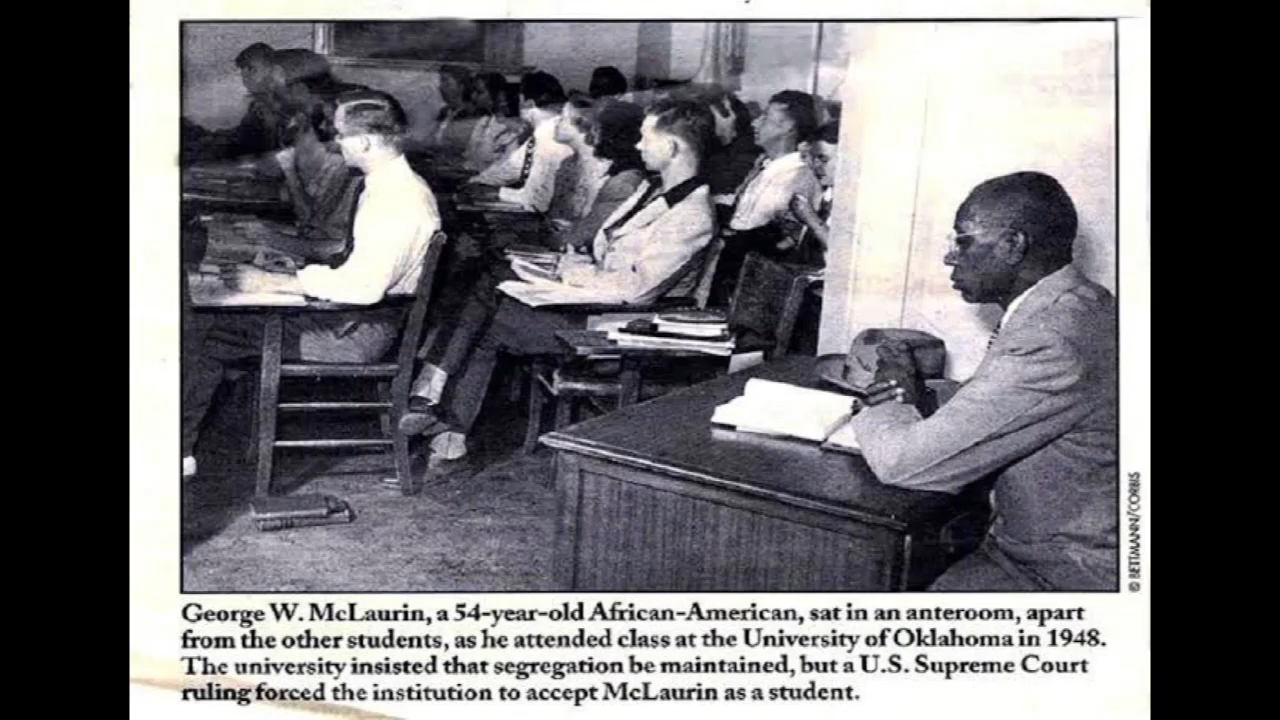 © BETTMANN/CORBIS
George W. McLaurin, a 54-year-old African-American, sat in an anteroom, apart
from the other students, as he attended class at the University of Oklahoma in 1948.
The university insisted that segregation be maintained, but a U.S. Supreme Court
ruling forced the institution to accept McLaurin as a student.